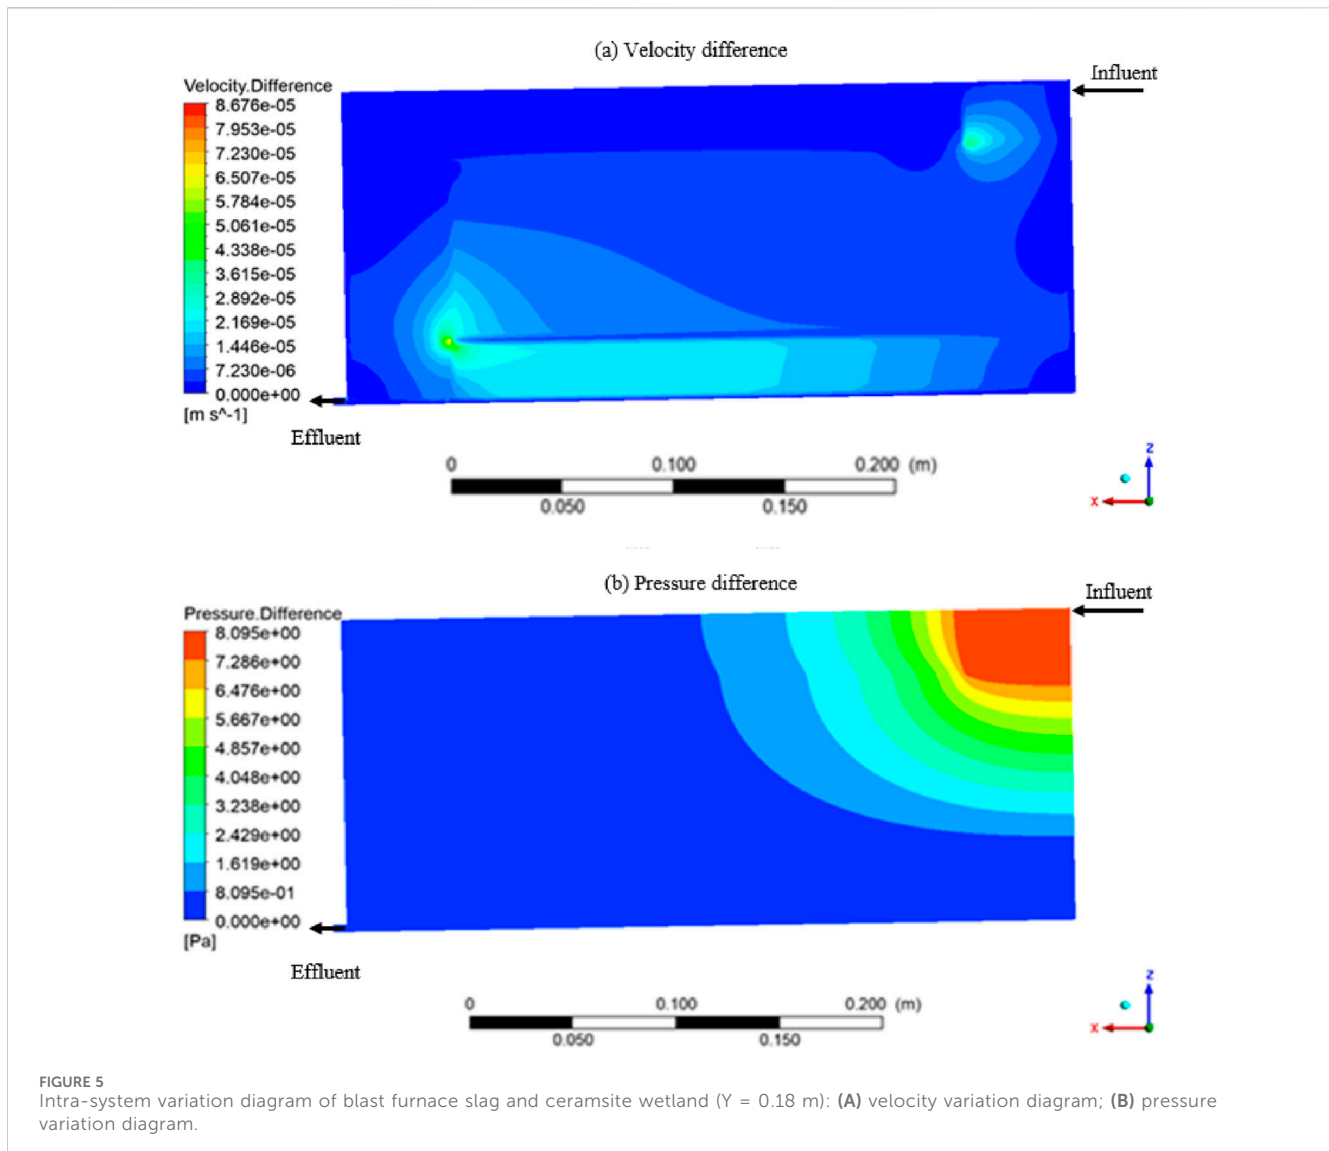 (a) Velocity difference
Velocity.Difference
Influent
8.676e-05
7.953e-05
7.230e-05
6.507e-05
5.784e-05
5.061e-05
4.338e-05
3.615e-05
2.892e-05
2.169e-05
1.446e-05
7.230e-06
0.000e+00
[m s^-1]
Effluent
0 0.100 0.200 (m)
0.050 0.150
Z
X
(b) Pressure difference
Pressure.Difference
Influent
8.095e+00
7.286e+00
6.476e+00
5.667e+00
4.857e+00
4.048e+00
3.238e+00
2.429e+00
1.619e+00
8.095e-01
0.000e+00
[Pa]
Effluent
0 0.100 0.200 (m)
0.050 0.150
Z
X
FIGURE 5
Intra-system variation diagram of blast furnace slag and ceramsite wetland (Y = 0.18 m): (A) velocity variation diagram; (B) pressure
variation diagram.